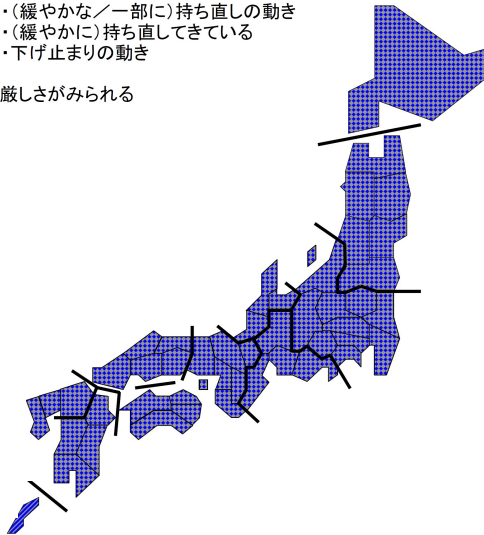 ・（緩やかな／一部に）持ち直しの動き
・（緩やかに）持ち直してきている
・下げ止まりの動き
厳しさがみられる